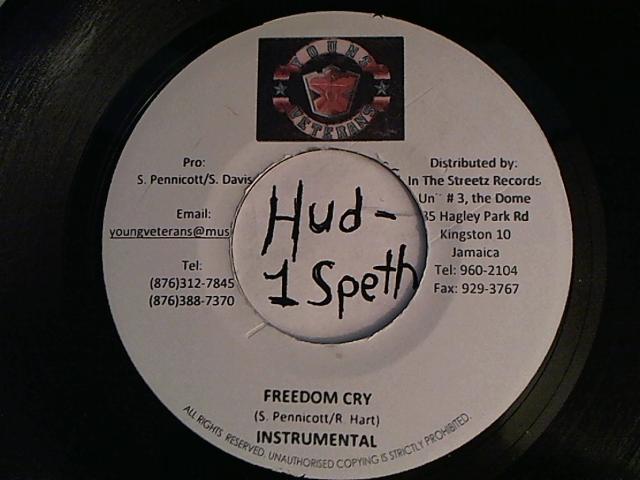 YOUNG
VETERANS
Pro:
S. Pennicott/S. Davis
Email:
youngveterans@mus
Tel:
(876)312-7845
(876)388-7370
Distributed by:
In The Streetz Records
# 3, the Dome
35 Hagley Park Rd
Kingston 10
Jamaica
Tel: 960-2104
Fax: 929-3767
Hud-
1 Speth
FREEDOM CRY
(S. Pennicott/R Hart)
INSTRUMENTAL
ALL RIGHTS RESERVED. UNAUTHORISED COPYING IS STRICTLY PROHIBITED.